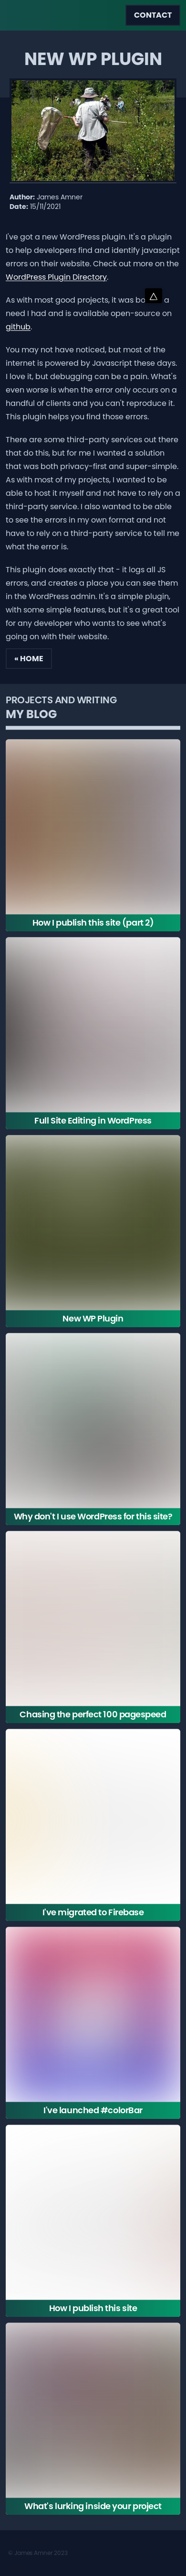 CONTACT
NEW WP PLUGIN
Author: James Amner
Date: 15/11/2021
I've got a new WordPress plugin. It's a plugin
to help developers find and identify javascript
errors on their website. Check out more on the
WordPress Plugin Directory.
As with most good projects, it was bo a
need I had and is available open-source on
github.
You may not have noticed, but most of the
internet is powered by Javascript these days.
I love it, but debugging can be a pain. What's
even worse is when the error only occurs on a
handful of clients and you can't reproduce it.
This plugin helps you find those errors.
There are some third-party services out there
that do this, but for me I wanted a solution
that was both privacy-first and super-simple.
As with most of my projects, I wanted to be
able to host it myself and not have to rely on a
third-party service. I also wanted to be able
to see the errors in my own format and not
have to rely on a third-party service to tell me
what the error is.
This plugin does exactly that - it logs all JS
errors, and creates a place you can see them
in the WordPress admin. It's a simple plugin,
with some simple features, but it's a great tool
for any developer who wants to see what's
going on with their website.
« HOME
PROJECTS AND WRITING
MY BLOG
How I publish this site (part 2)
Full Site Editing in WordPress
New WP Plugin
Why don't I use WordPress for this site?
Chasing the perfect 100 pagespeed
I've migrated to Firebase
I've launched #colorBar
How I publish this site
What's lurking inside your project
© James Amner 2022